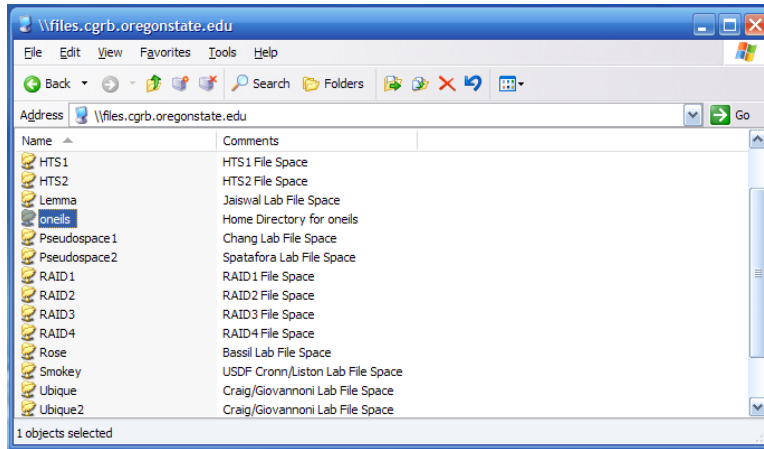 \\files.cgrb.oregonstate.edu
File Edit View Favorites Tools Help
Back Search Folders
Address \\files.cgrb.oregonstate.edu Go
Name Comments
HTS1 HTS1 File Space
HTS2 HTS2 File Space
Lemma Jaiswal Lab File Space
oneils Home Directory for oneils
Pseudospace1 Chang Lab File Space
Pseudospace2 Spatafora Lab File Space
RAID1 RAID1 File Space
RAID2 RAID2 File Space
RAID3 RAID3 File Space
RAID4 RAID4 File Space
Rose Bassil Lab File Space
Smokey USDF Cronn/Liston Lab File Space
Ubique Craig/Giovannoni Lab File Space
Ubique2 Craig/Giovannoni Lab File Space
1 objects selected